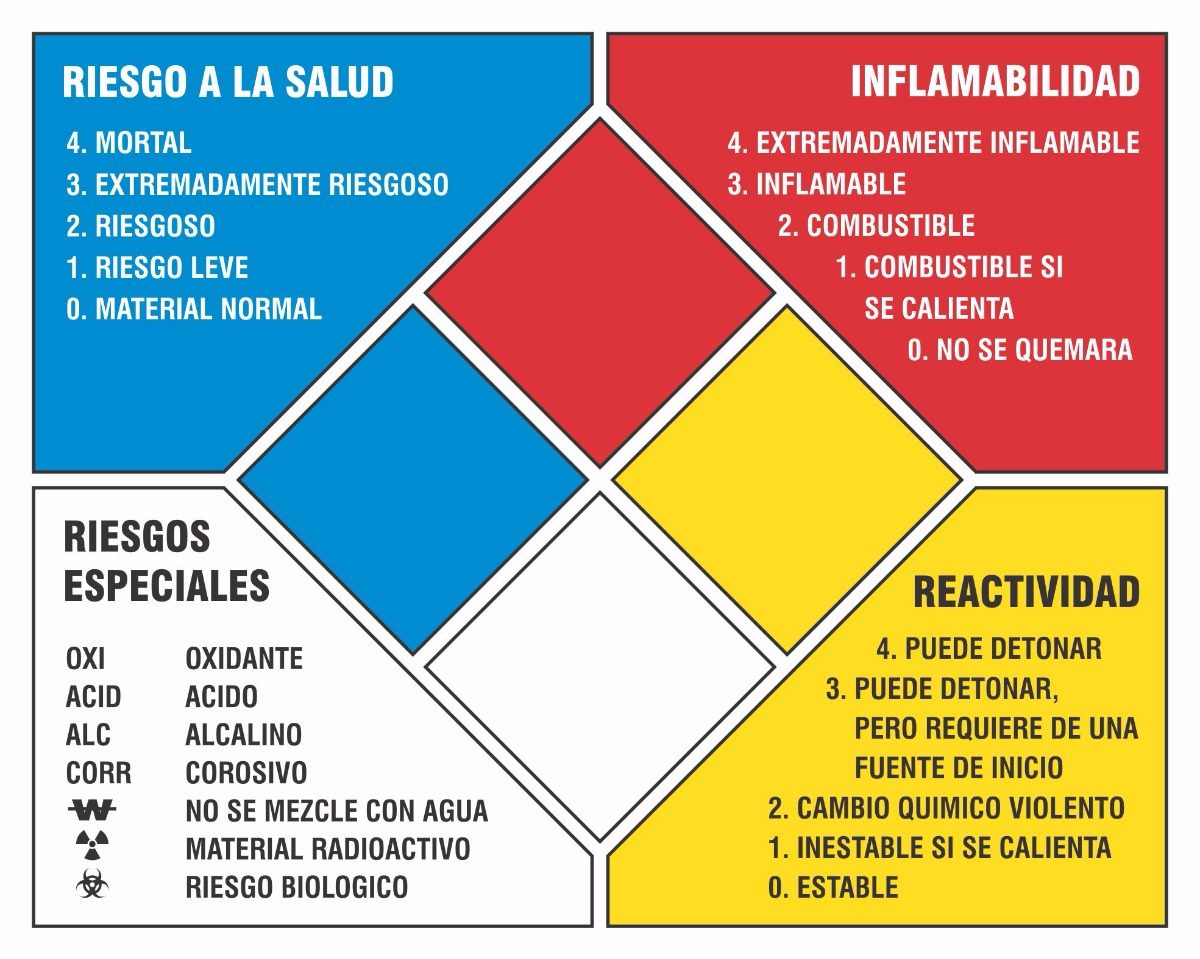 RIESGO A LA SALUD
4. MORTAL
3. EXTREMADAMENTE RIESGOSO
2. RIESGOSO
1. RIESGO LEVE
0. MATERIAL NORMAL
INFLAMABILIDAD
4. EXTREMADAMENTE INFLAMABLE
3. INFLAMABLE
2. COMBUSTIBLE
1. COMBUSTIBLE SI
SE CALIENTA
0. NO SE QUEMARA
RIESGOS
ESPECIALES
OXI OXIDANTE
ACID ACIDO
ALC ALCALINO
CORR COROSIVO
W NO SE MEZCLE CON AGUA
MATERIAL RADIOACTIVO
RIESGO BIOLOGICO
REACTIVIDAD
4. PUEDE DETONAR
3. PUEDE DETONAR,
PERO REQUIERE DE UNA
FUENTE DE INICIO
2. CAMBIO QUIMICO VIOLENTO
1. INESTABLE SI SE CALIENTA
0. ESTABLE